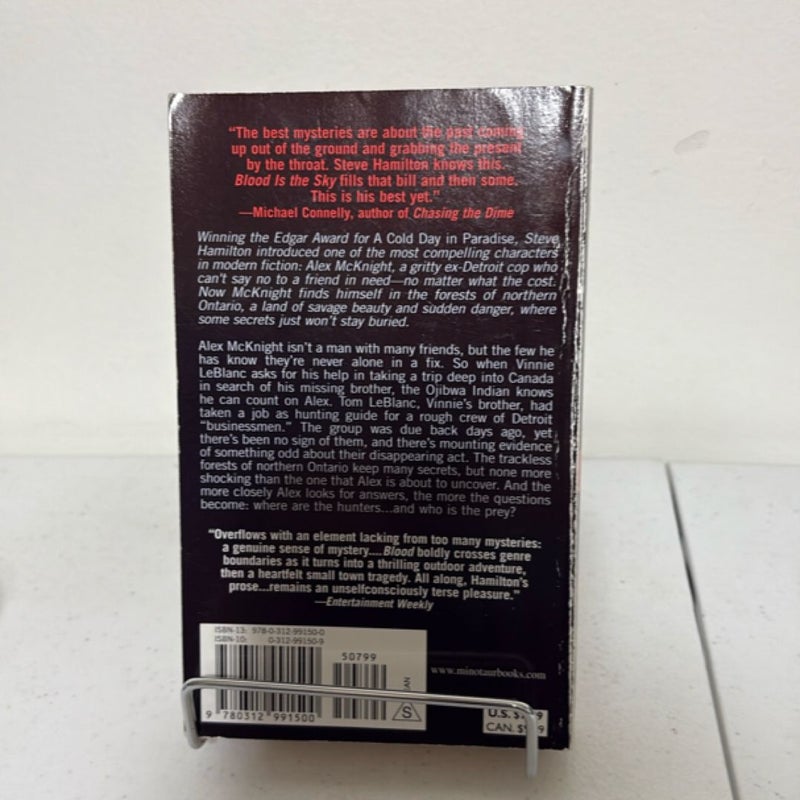 "The best mysteries are about the past coming
up out of the ground and grabbing the present
by the throat. Steve Hamilton knows this.
Blood Is the Sky fills that bill and then some.
This is his best yet."
—Michael Connelly, author of Chasing the Dime
Winning the Edgar Award for A Cold Day in Paradise, Steve
Hamilton introduced one of the most compelling characters
in modern fiction: Alex McKnight, a gritty ex-Detroit cop who
can't say no to a friend in need—no matter what the cost.
Now McKnight finds himself in the forests of northern
Ontario, a land of savage beauty and sudden danger, where
some secrets just won't stay buried.
Alex McKnight isn't a man with many friends, but the few he
has know they're never alone in a fix. So when Vinnie
LeBlanc asks for his help in taking a trip deep into Canada
in search of his missing brother, the Ojibwa Indian knows
he can count on Alex. Tom LeBlanc, Vinnie's brother, had
taken a job as hunting guide for a rough crew of Detroit
"businessmen." The group was due back days ago, yet
there's been no sign of them, and there's mounting evidence
of something odd about their disappearing act. The trackless
forests of northern Ontario keep many secrets, but none more
shocking than the one that Alex is about to uncover. And the
more closely Alex looks for answers, the more the questions
become: where are the hunters...and who is the prey?
"Overflows with an element lacking from too many mysteries:
a genuine sense of mystery....Blood boldly crosses genre
boundaries as it turns into a thrilling outdoor adventure,
then a heartfelt small town tragedy. All along, Hamilton's
prose...remains an unselfconsciously terse pleasure."
—Entertainment Weekly
ISBN-13: 978-0-312-99150-0
ISBN-10: 0-312-99150-9
50799
9 780312 991500
S
www.minotaurbooks.com
U.S.
CAN.